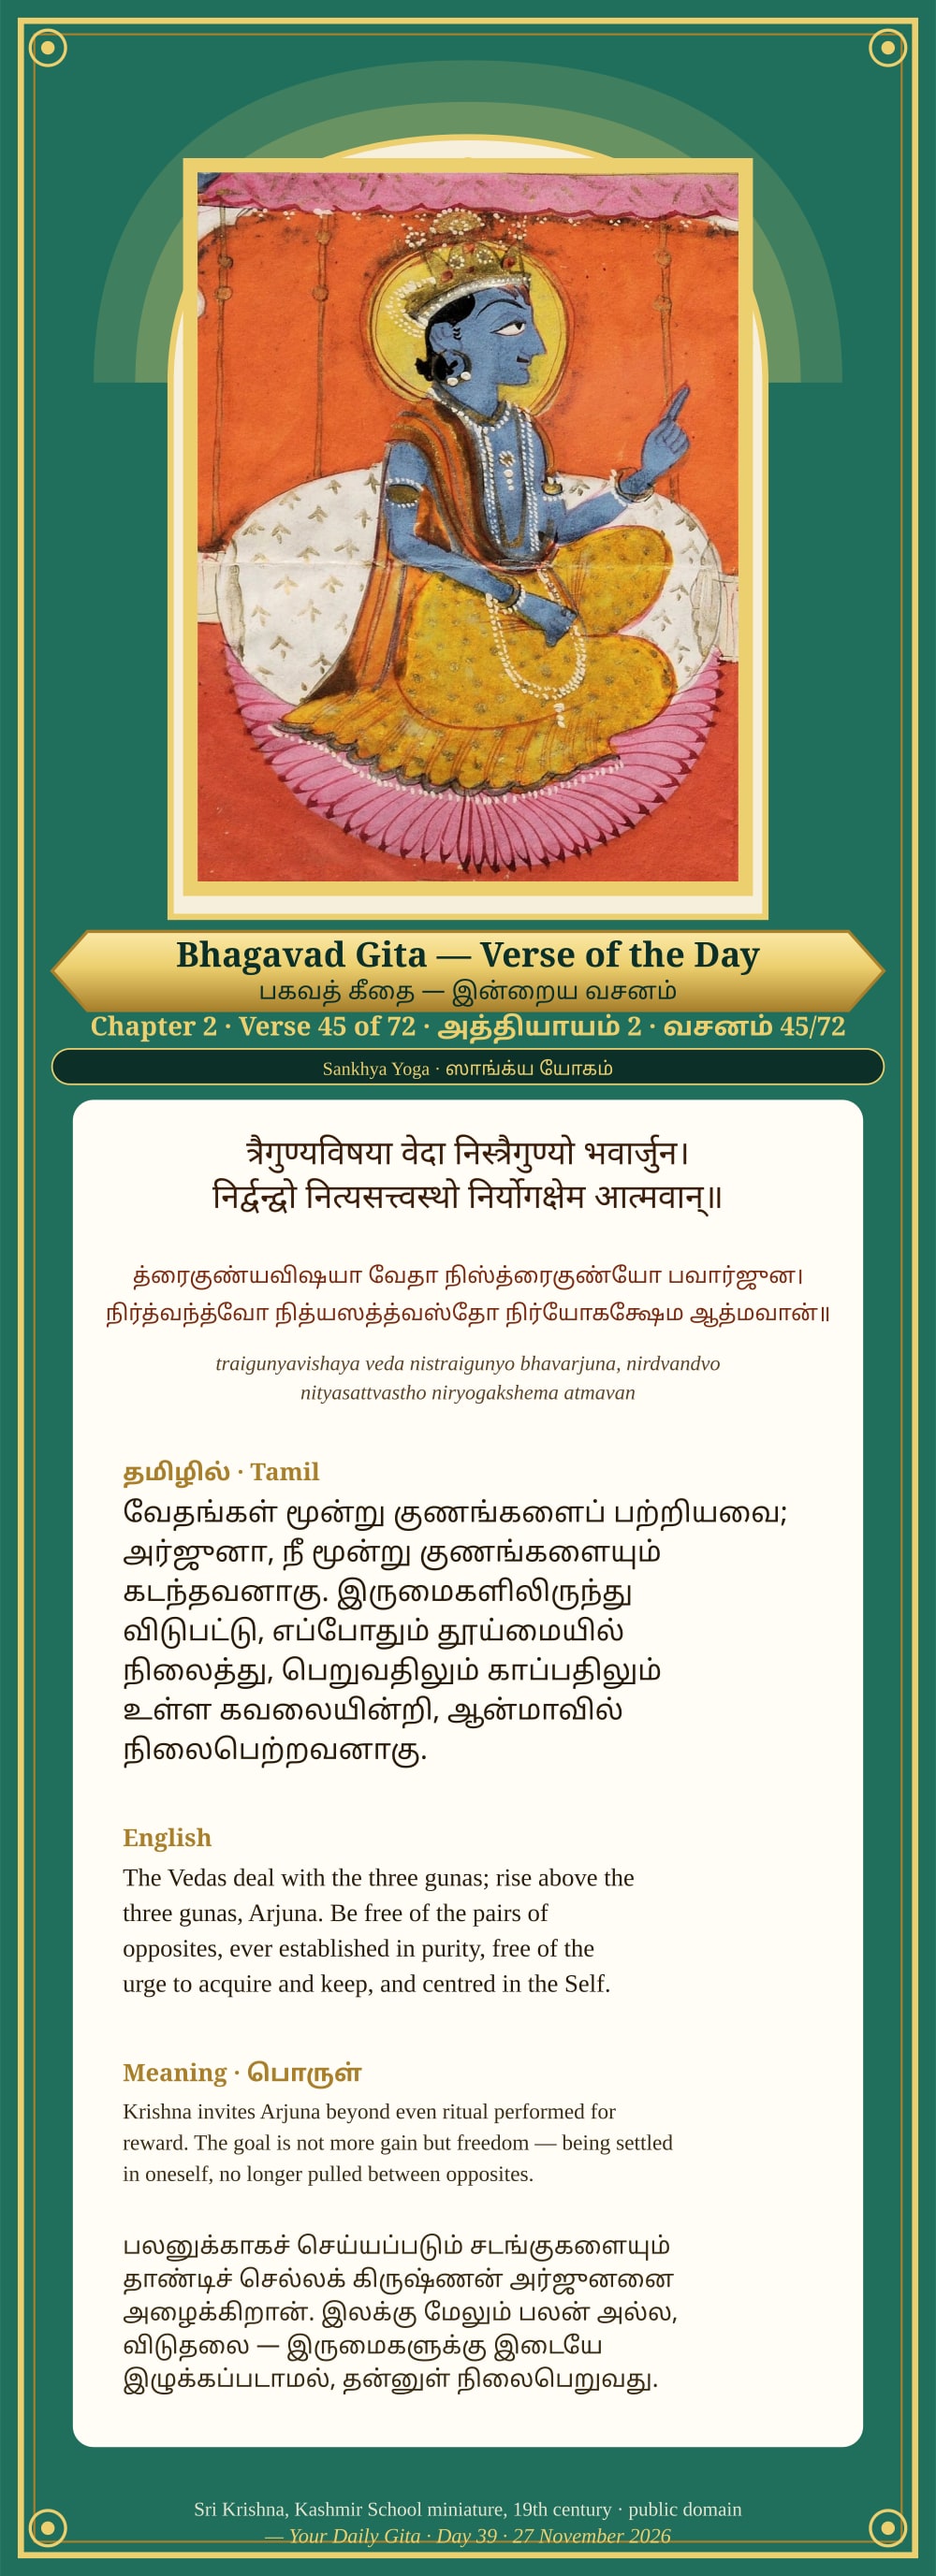 Bhagavad Gita — Verse of the Day
பகவத் கீதை — இன்றைய வசனம்
Chapter 2 · Verse 45 of 72 · அத்தியாயம் 2 · வசனம் 45/72
Sankhya Yoga · ஸாங்க்ய யோகம்
त्रैगुण्यविषया वेदा निस्त्रैगुण्यो भवार्जुन।
निर्द्वन्द्वो नित्यसत्त्वस्थो निर्योगक्षेम आत्मवान्॥
த்ரைகுண்யவிஷயா வேதா நிஸ்த்ரைகுண்யோ பவார்ஜுன।
நிர்த்வந்த்வோ நித்யஸத்த்வஸ்தோ நிர்யோகக்ஷேம ஆத்மவான்॥
traigunyavishaya veda nistraigunyo bhavarjuna, nirdvandvo
nityasattvastho niryogakshema atmavan
தமிழில் · Tamil
வேதங்கள் மூன்று குணங்களைப் பற்றியவை;
அர்ஜுனா, நீ மூன்று குணங்களையும்
கடந்தவனாகு. இருமைகளிலிருந்து
விடுபட்டு, எப்போதும் தூய்மையில்
நிலைத்து, பெறுவதிலும் காப்பதிலும்
உள்ள கவலையின்றி, ஆன்மாவில்
நிலைபெற்றவனாகு.
English
The Vedas deal with the three gunas; rise above the
three gunas, Arjuna. Be free of the pairs of
opposites, ever established in purity, free of the
urge to acquire and keep, and centred in the Self.
Meaning · பொருள்
Krishna invites Arjuna beyond even ritual performed for
reward. The goal is not more gain but freedom — being settled
in oneself, no longer pulled between opposites.
பலனுக்காகச் செய்யப்படும் சடங்குகளையும்
தாண்டிச் செல்லக் கிருஷ்ணன் அர்ஜுனனை
அழைக்கிறான். இலக்கு மேலும் பலன் அல்ல,
விடுதலை — இருமைகளுக்கு இடையே
இழுக்கப்படாமல், தன்னுள் நிலைபெறுவது.
Sri Krishna, Kashmir School miniature, 19th century · public domain
— Your Daily Gita · Day 39 · 27 November 2026